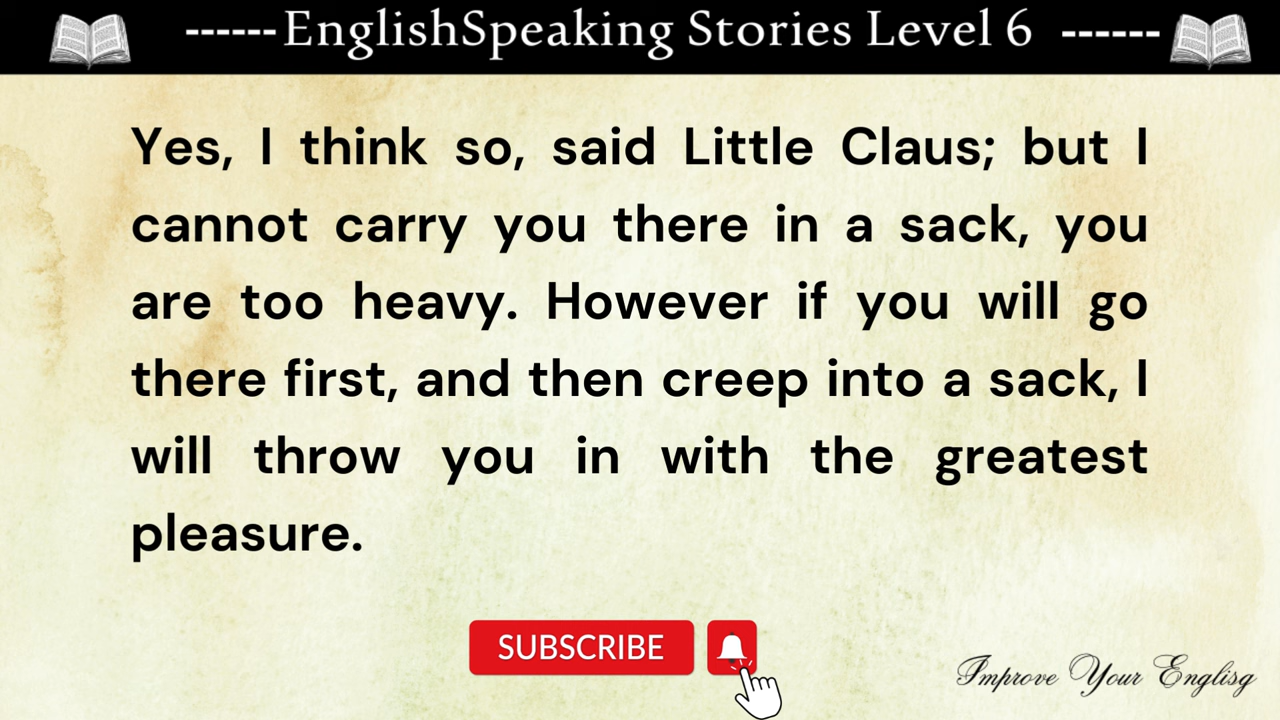 ------EnglishSpeaking Stories Level 6 ------
Yes, I think so, said Little Claus; but I
cannot carry you there in a sack, you
are too heavy. However if you will go
there first, and then creep into a sack, I
will throw you in with the greatest
pleasure.
SUBSCRIBE
Improve Your Englisg